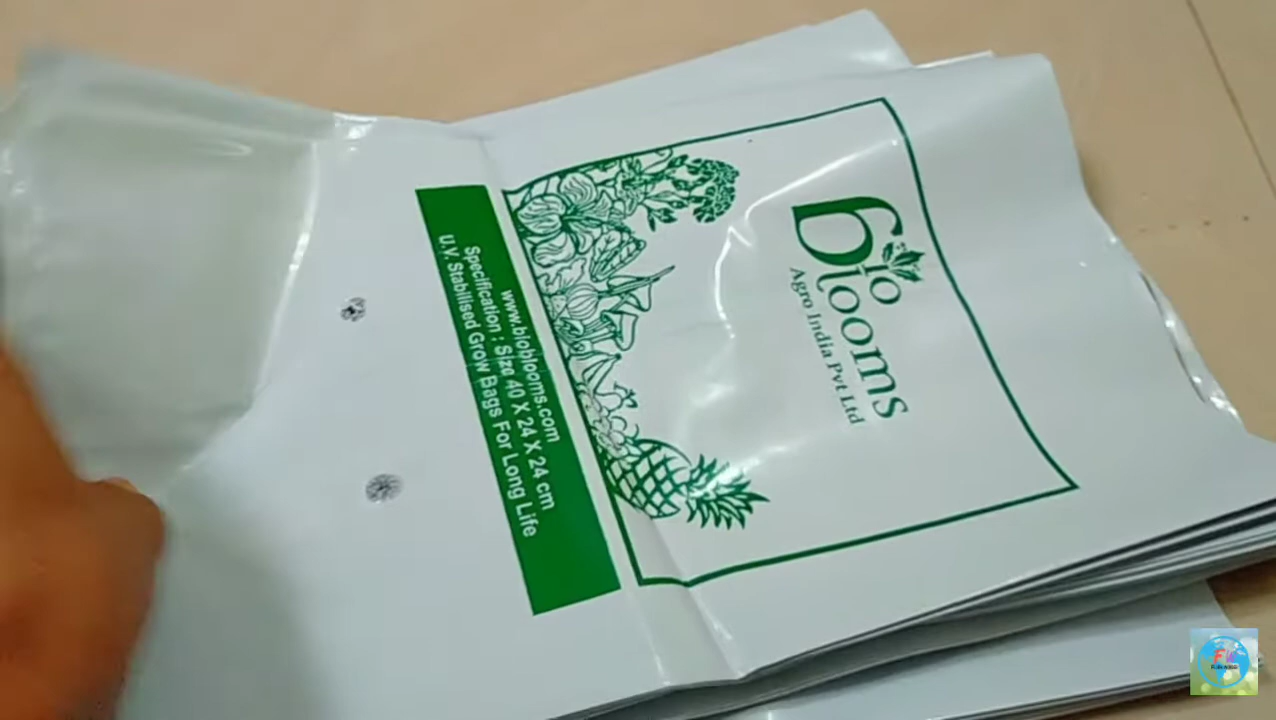 bio
blooms
Agro India Pvt Ltd
www.bioblooms.com
Specification : Size 40 X 24 X 24 cm
U.V. Stabilised Grow Bags For Long Life